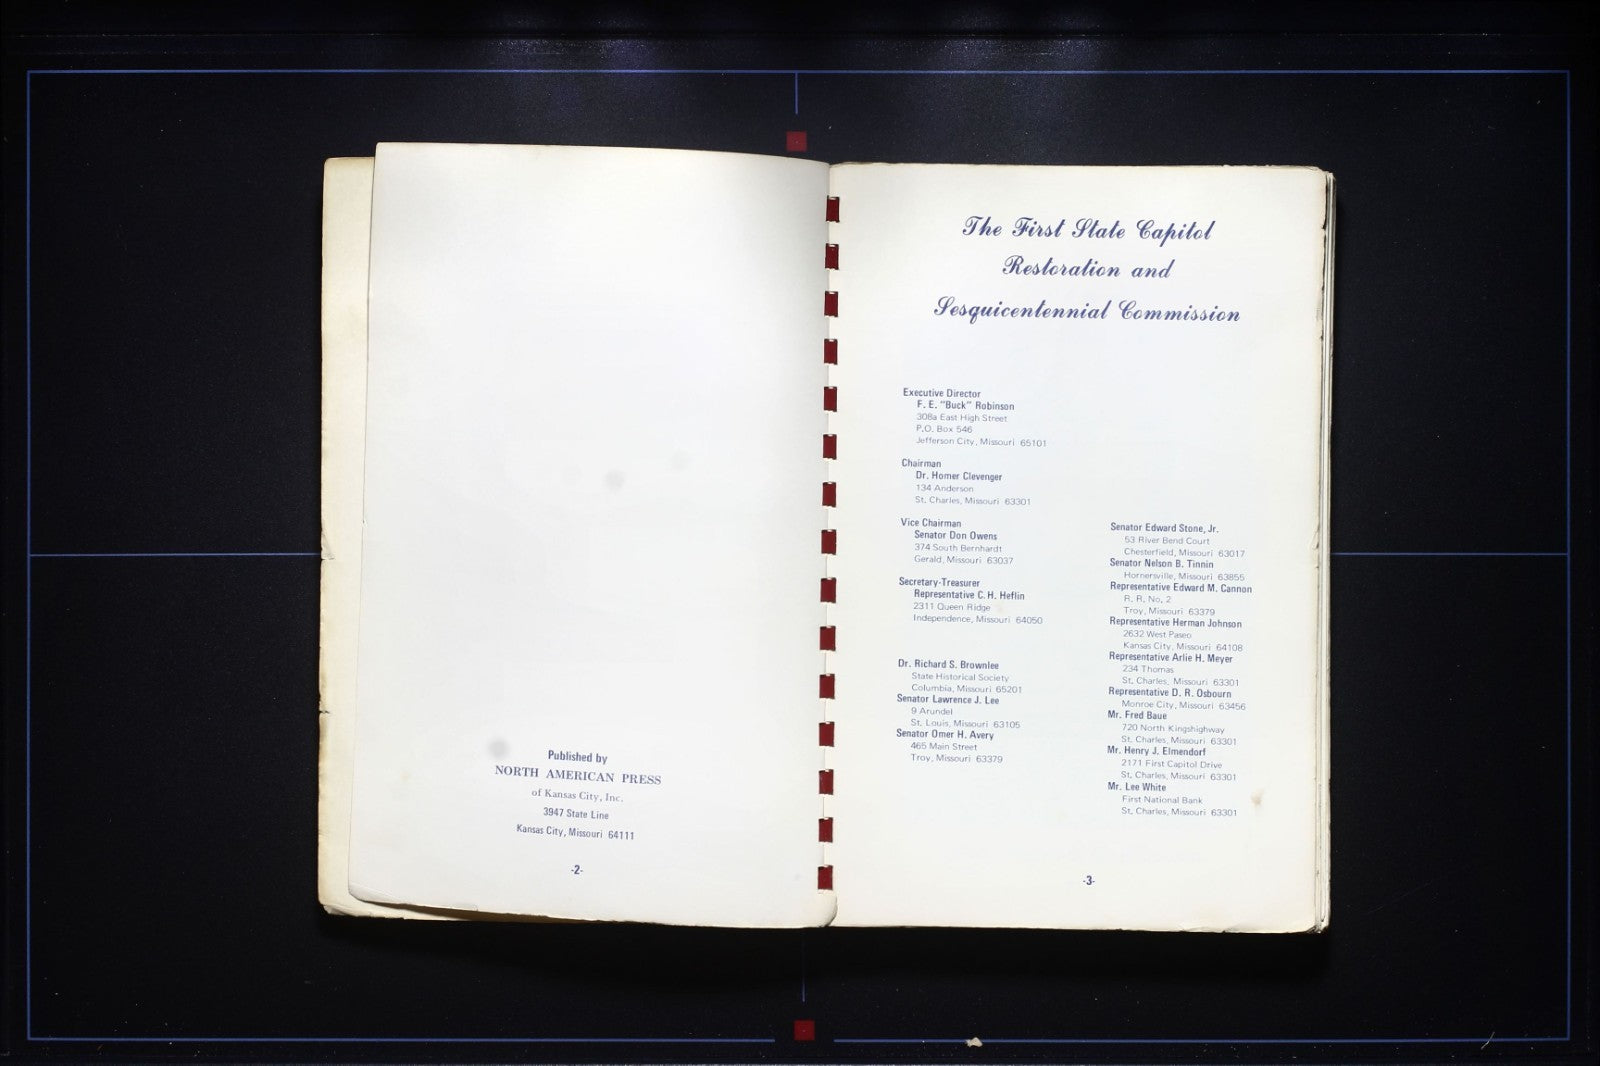 Published by
NORTH AMERICAN PRESS
of Kansas City, Inc.
3947 State Line
Kansas City, Missouri 64111
-2-
The First State Capitol
Restoration and
Sesquicentennial Commission
Executive Director
F. E. "Buck" Robinson
308a East High Street
P.O. Box 546
Jefferson City, Missouri 65101
Chairman
Dr. Homer Clevenger
134 Anderson
St. Charles, Missouri 63301
Vice Chairman
Senator Don Owens
374 South Bernhardt
Gerald, Missouri 63037
Secretary-Treasurer
Representative C. H. Heflin
2311 Queen Ridge
Independence, Missouri 64050
Dr. Richard S. Brownlee
State Historical Society
Columbia, Missouri 65201
Senator Lawrence J. Lee
9 Arundel
St. Louis, Missouri 63105
Senator Omer H. Avery
465 Main Street
Troy, Missouri 63379
Senator Edward Stone, Jr.
53 River Bend Court
Chesterfield, Missouri 63017
Senator Nelson B. Tinnin
Hornersville, Missouri 63855
Representative Edward M. Cannon
R. R. No. 2
Troy, Missouri 63379
Representative Herman Johnson
2632 West Paseo
Kansas City, Missouri 64108
Representative Arlie H. Meyer
234 Thomas
St. Charles, Missouri 63301
Representative D. R. Osbourn
Monroe City, Missouri 63456
Mr. Fred Baue
720 North Kingshighway
St. Charles, Missouri 63301
Mr. Henry J. Elmendorf
2171 First Capitol Drive
St. Charles, Missouri 63301
Mr. Lee White
First National Bank
St. Charles, Missouri 63301
-3-